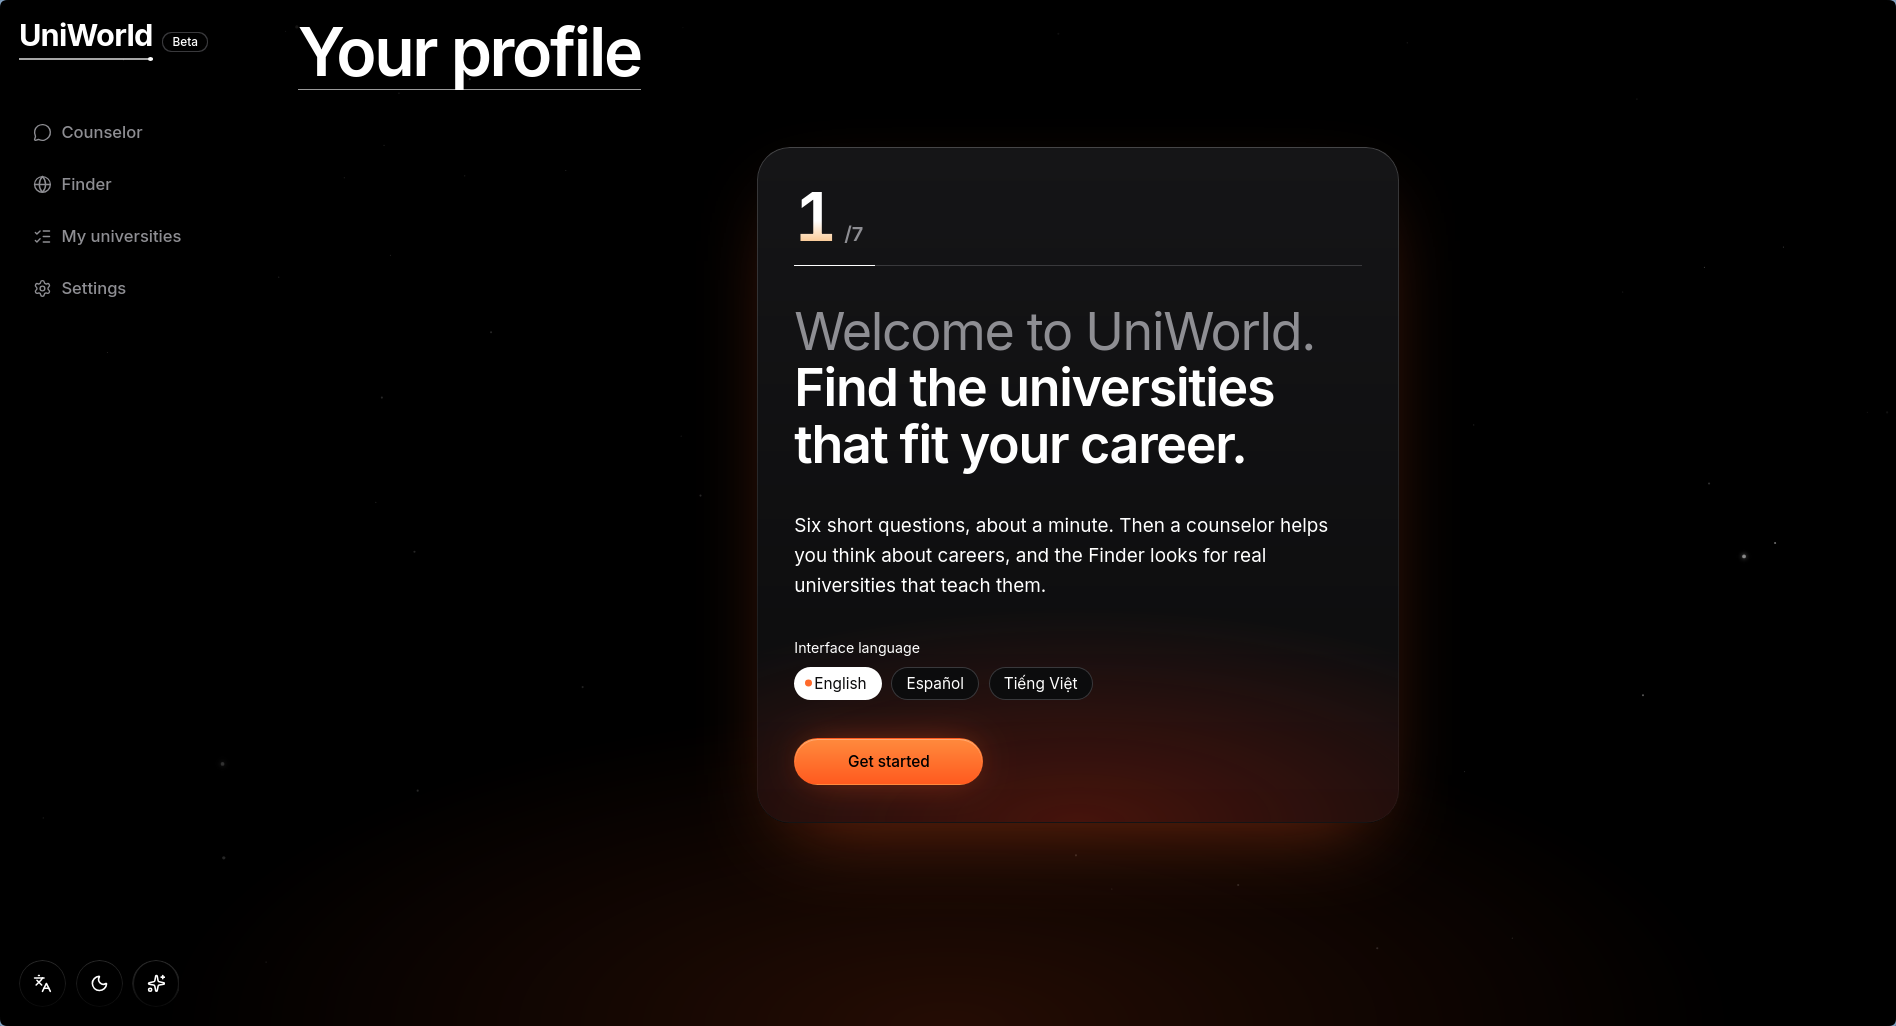 UniWorld
Beta
Your profile
Counselor
Finder
My universities
Settings
1 /7
Welcome to UniWorld.
Find the universities
that fit your career.
Six short questions, about a minute. Then a counselor helps
you think about careers, and the Finder looks for real
universities that teach them.
Interface language
English
Español
Tiếng Việt
Get started